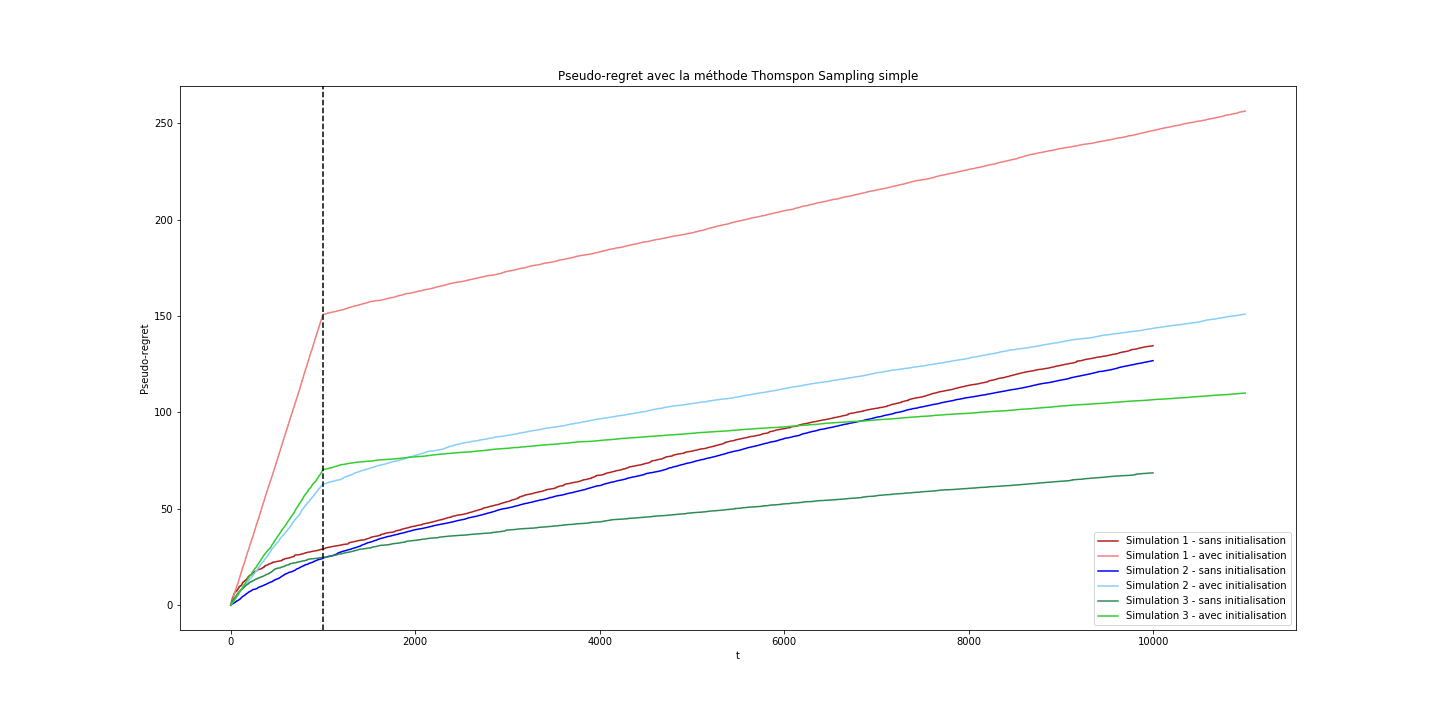 Pseudo-regret avec la méthode Thomspon Sampling simple
Pseudo-regret
250
200
150
100
50
0
0 2000 4000 6000 8000 10000
t
Simulation 1 - sans initialisation
Simulation 1 - avec initialisation
Simulation 2 - sans initialisation
Simulation 2 - avec initialisation
Simulation 3 - sans initialisation
Simulation 3 - avec initialisation